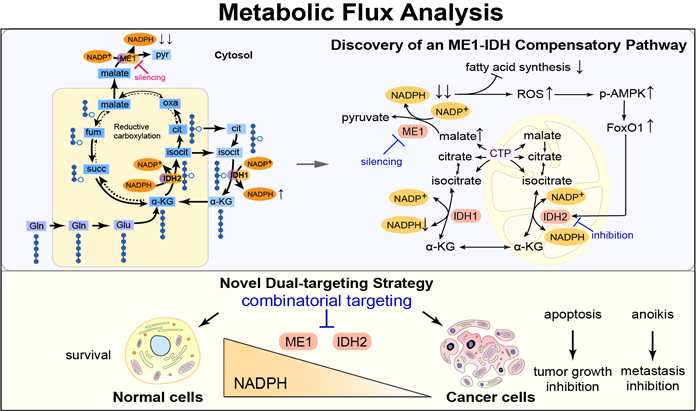 Metabolic Flux Analysis
NADPH ↓↓
NADP+
ME1
pyr
Cytosol
silencing
malate
malate
oxa
fum
Reductive
carboxylation
cit
cit
isocit
isocit
succ
NADP+
NADP+
IDH2
IDH1
NADPH
NADPH ↑
α-KG
α-KG
Gln
Gln
Glu
Discovery of an ME1-IDH Compensatory Pathway
fatty acid synthesis ↓
NADPH ↓↓
ROS↑
p-AMPK↑
NADP+
pyruvate
ME1
FoxO1↑
malate↑
malate
silencing
citrate
CTP
citrate
isocitrate
isocitrate
NADP+
NADP+
IDH1
IDH2
NADPH↓
NADPH
inhibition
α-KG
α-KG
Novel Dual-targeting Strategy
combinatorial targeting
ME1
IDH2
survival
NADPH
Normal cells
Cancer cells
apoptosis
anoikis
tumor growth
inhibition
metastasis
inhibition